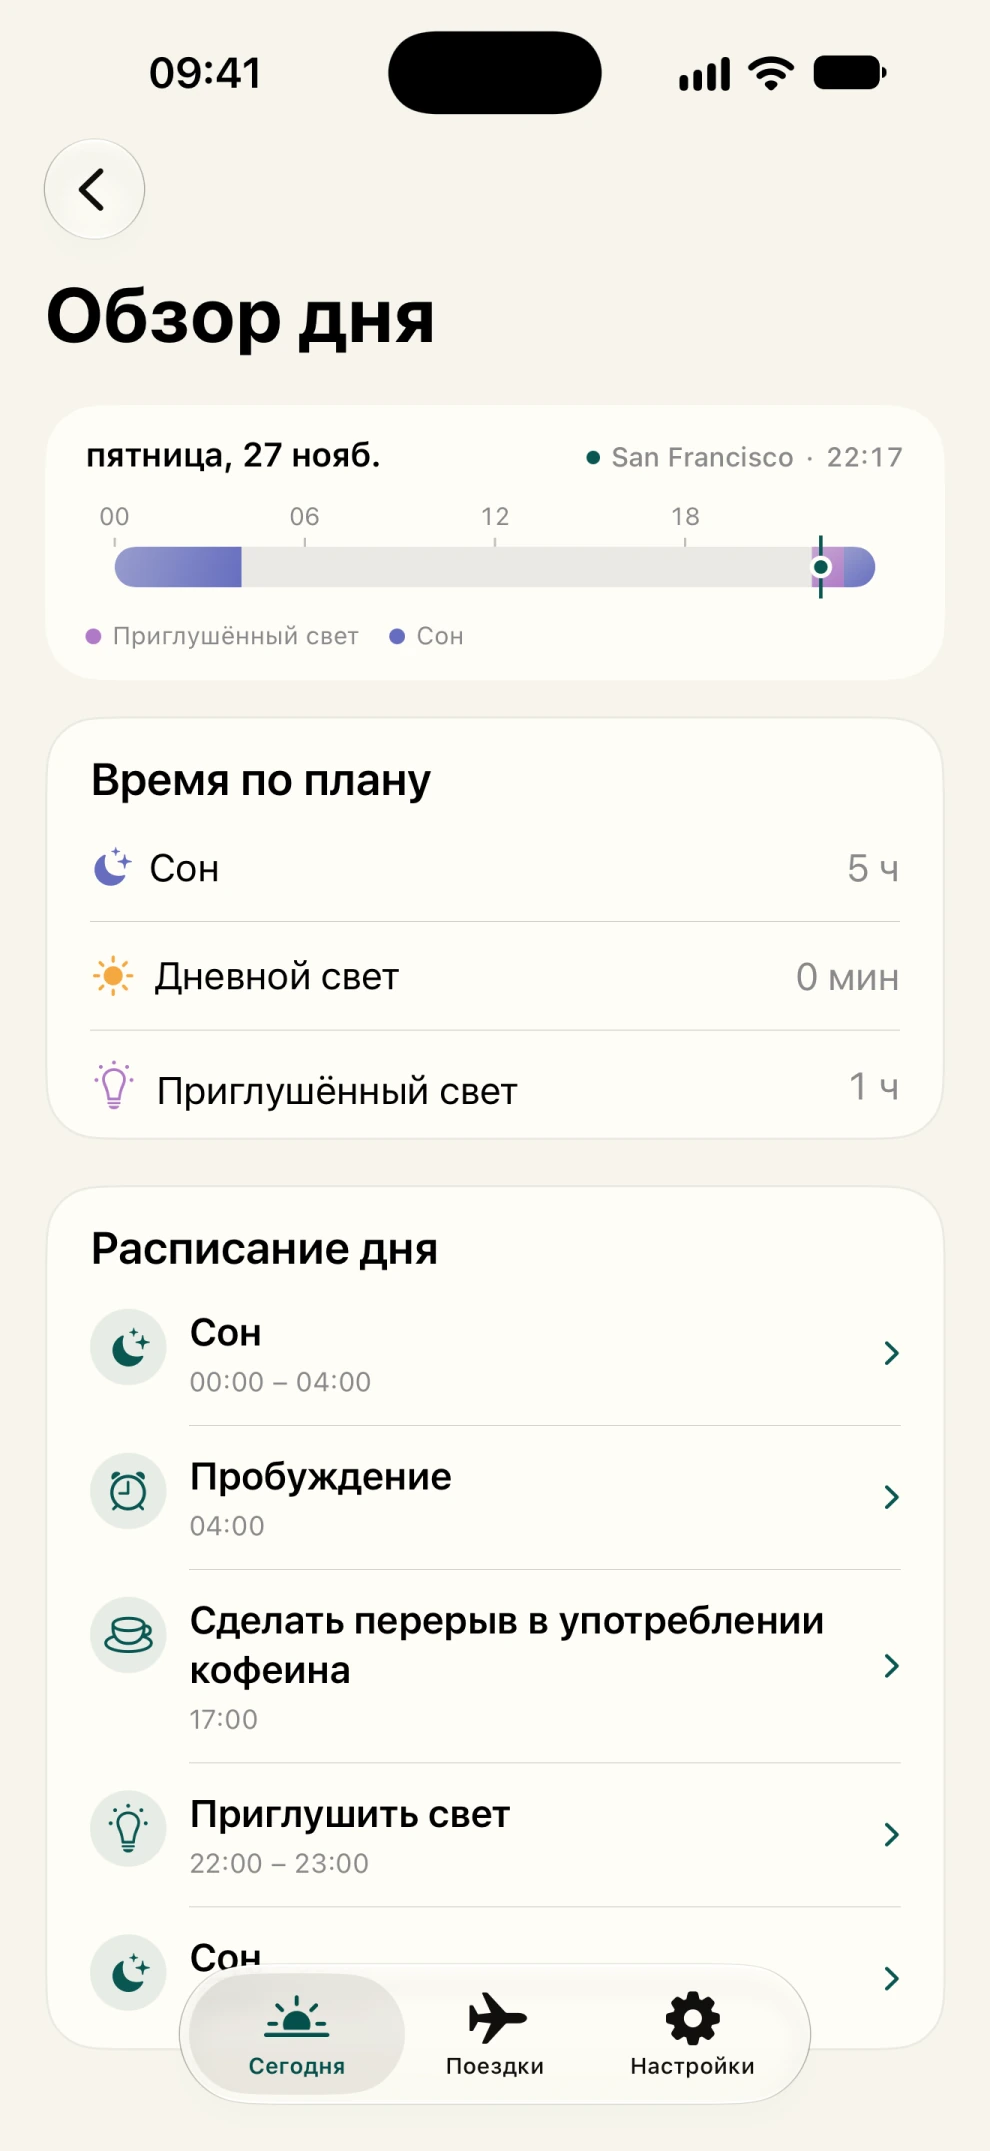 09:41
Обзор дня
пятница, 27 нояб.
San Francisco · 22:17
00 06 12 18
Приглушённый свет Сон
Время по плану
Сон 5 ч
Дневной свет 0 мин
Приглушённый свет 1 ч
Расписание дня
Сон
00:00 – 04:00
Пробуждение
04:00
Сделать перерыв в употреблении
кофеина
17:00
Приглушить свет
22:00 – 23:00
Сон
Сегодня Поездки Настройки